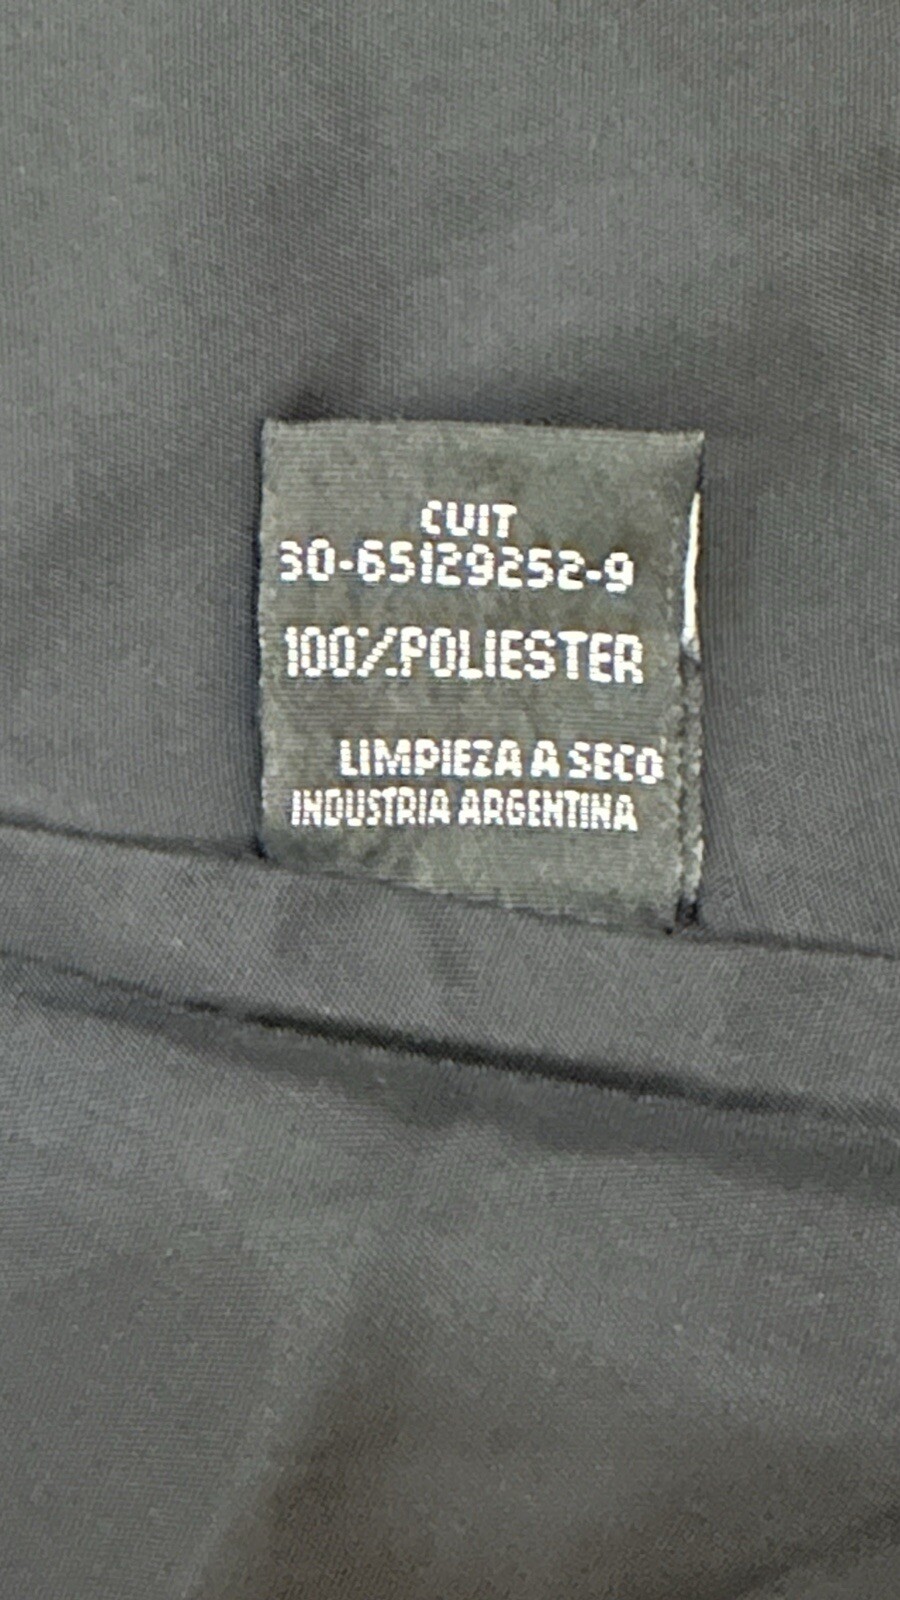 CUIT
30-65129252-9
100%.POLIESTER
LIMPIEZA A SECO
INDUSTRIA ARGENTINA